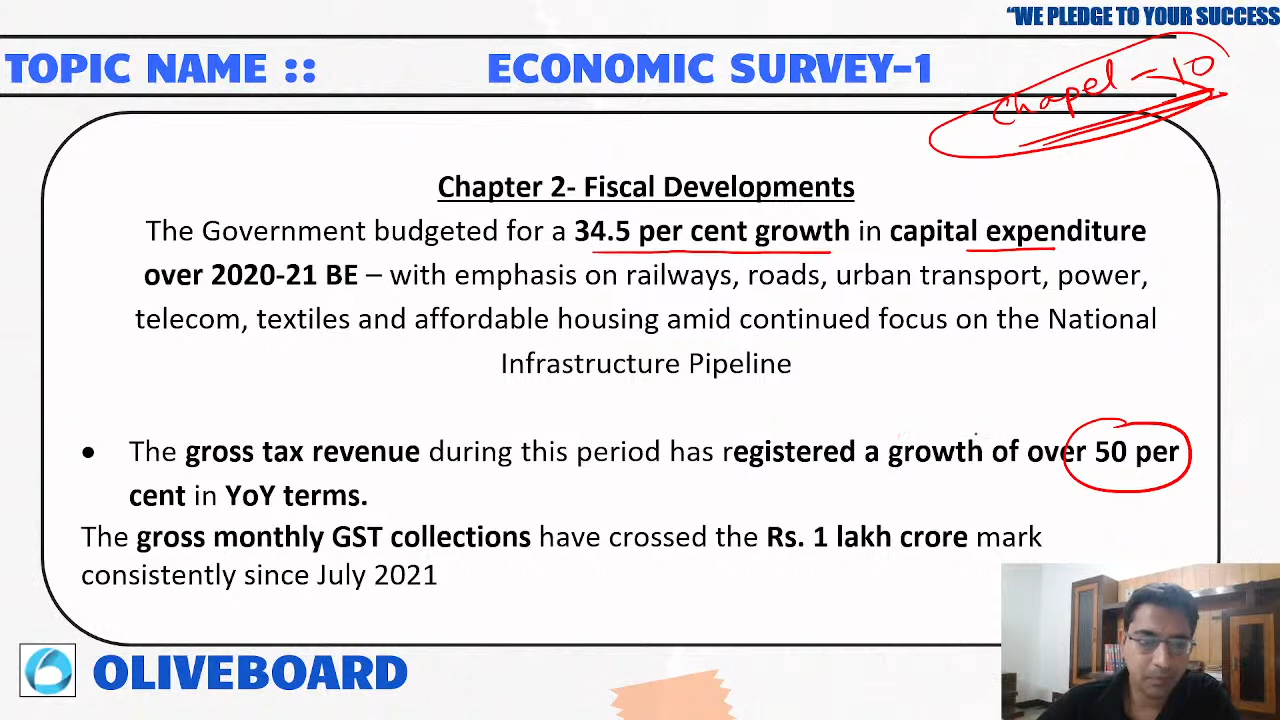 “WE PLEDGE TO YOUR SUCCESS
TOPIC NAME :: ECONOMIC SURVEY-1
Chapel - 10
Chapter 2- Fiscal Developments
The Government budgeted for a 34.5 per cent growth in capital expenditure
over 2020-21 BE – with emphasis on railways, roads, urban transport, power,
telecom, textiles and affordable housing amid continued focus on the National
Infrastructure Pipeline
• The gross tax revenue during this period has registered a growth of over 50 per
cent in YoY terms.
The gross monthly GST collections have crossed the Rs. 1 lakh crore mark
consistently since July 2021
OLIVEBOARD